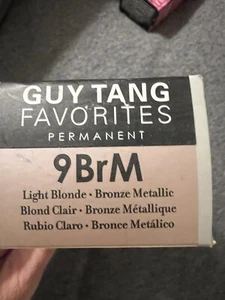 GUY TANG
FAVORITES
PERMANENT
9BrM
Light Blonde • Bronze Metallic
Blond Clair • Bronze Métallique
Rubio Claro • Bronce Metálico